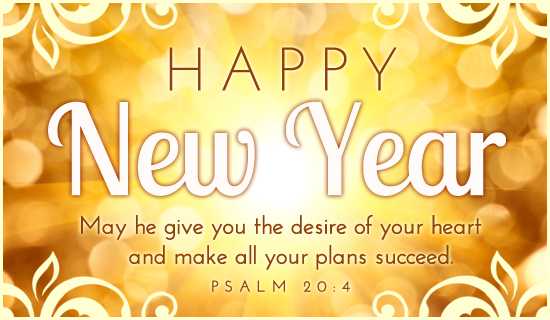 HAPPY
New Year
May he give you the desire of your heart
and make all your plans succeed.
PSALM 20:4